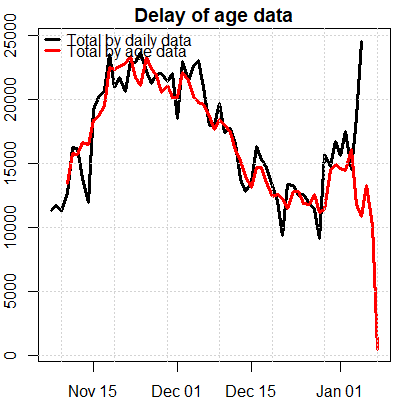 Delay of age data
Total by daily data
Total by age data
25000
20000
15000
10000
5000
0
Nov 15 Dec 01 Dec 15 Jan 01